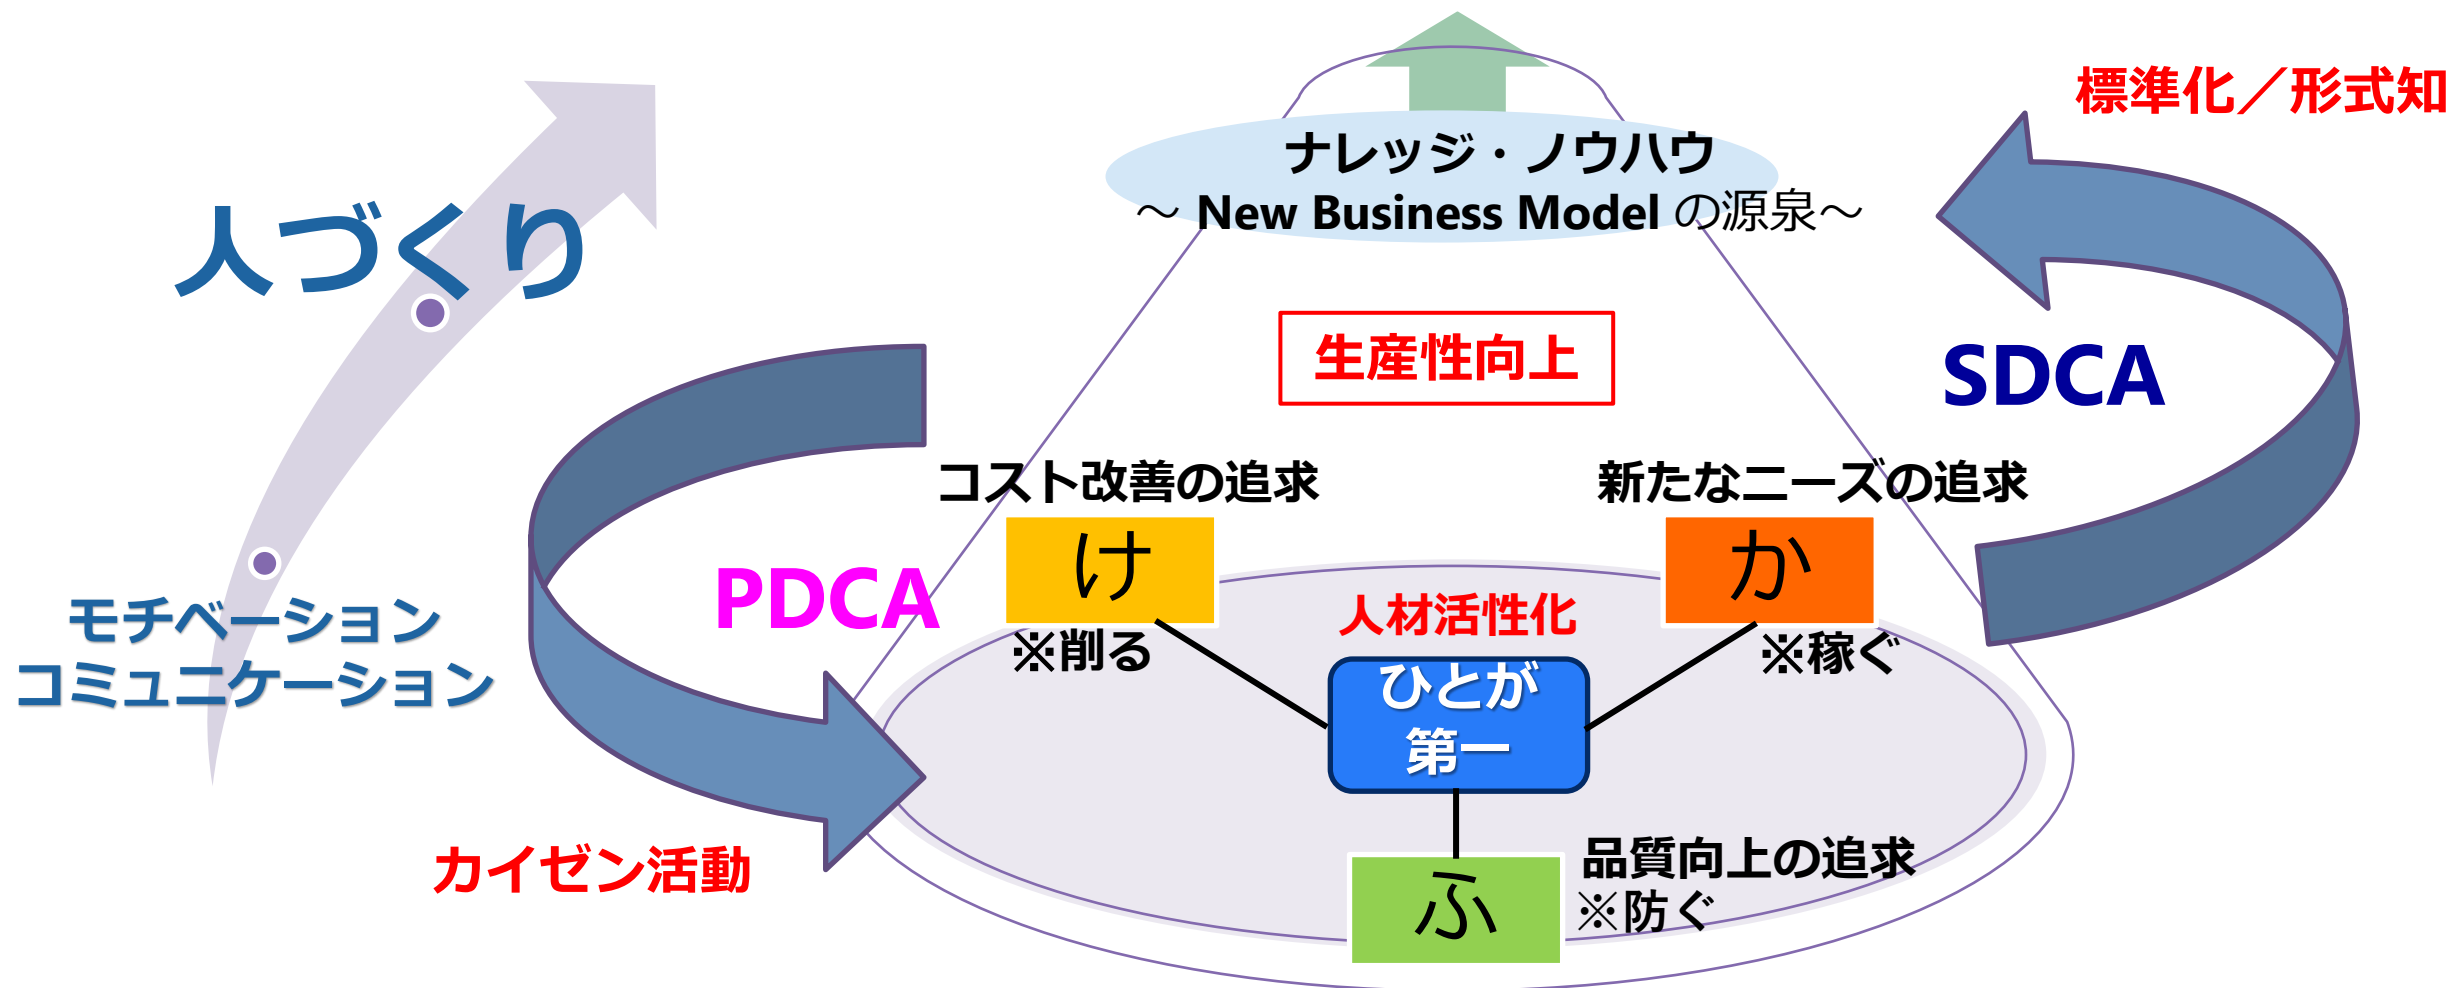 標準化／形式知
ナレッジ・ノウハウ
～ New Business Model の源泉～
人づくり
生産性向上
SDCA
コスト改善の追求
新たなニーズの追求
け
か
PDCA
人材活性化
モチベーション
コミュニケーション
※削る
※稼ぐ
ひとが
第一
カイゼン活動
品質向上の追求
ふ
※防ぐ